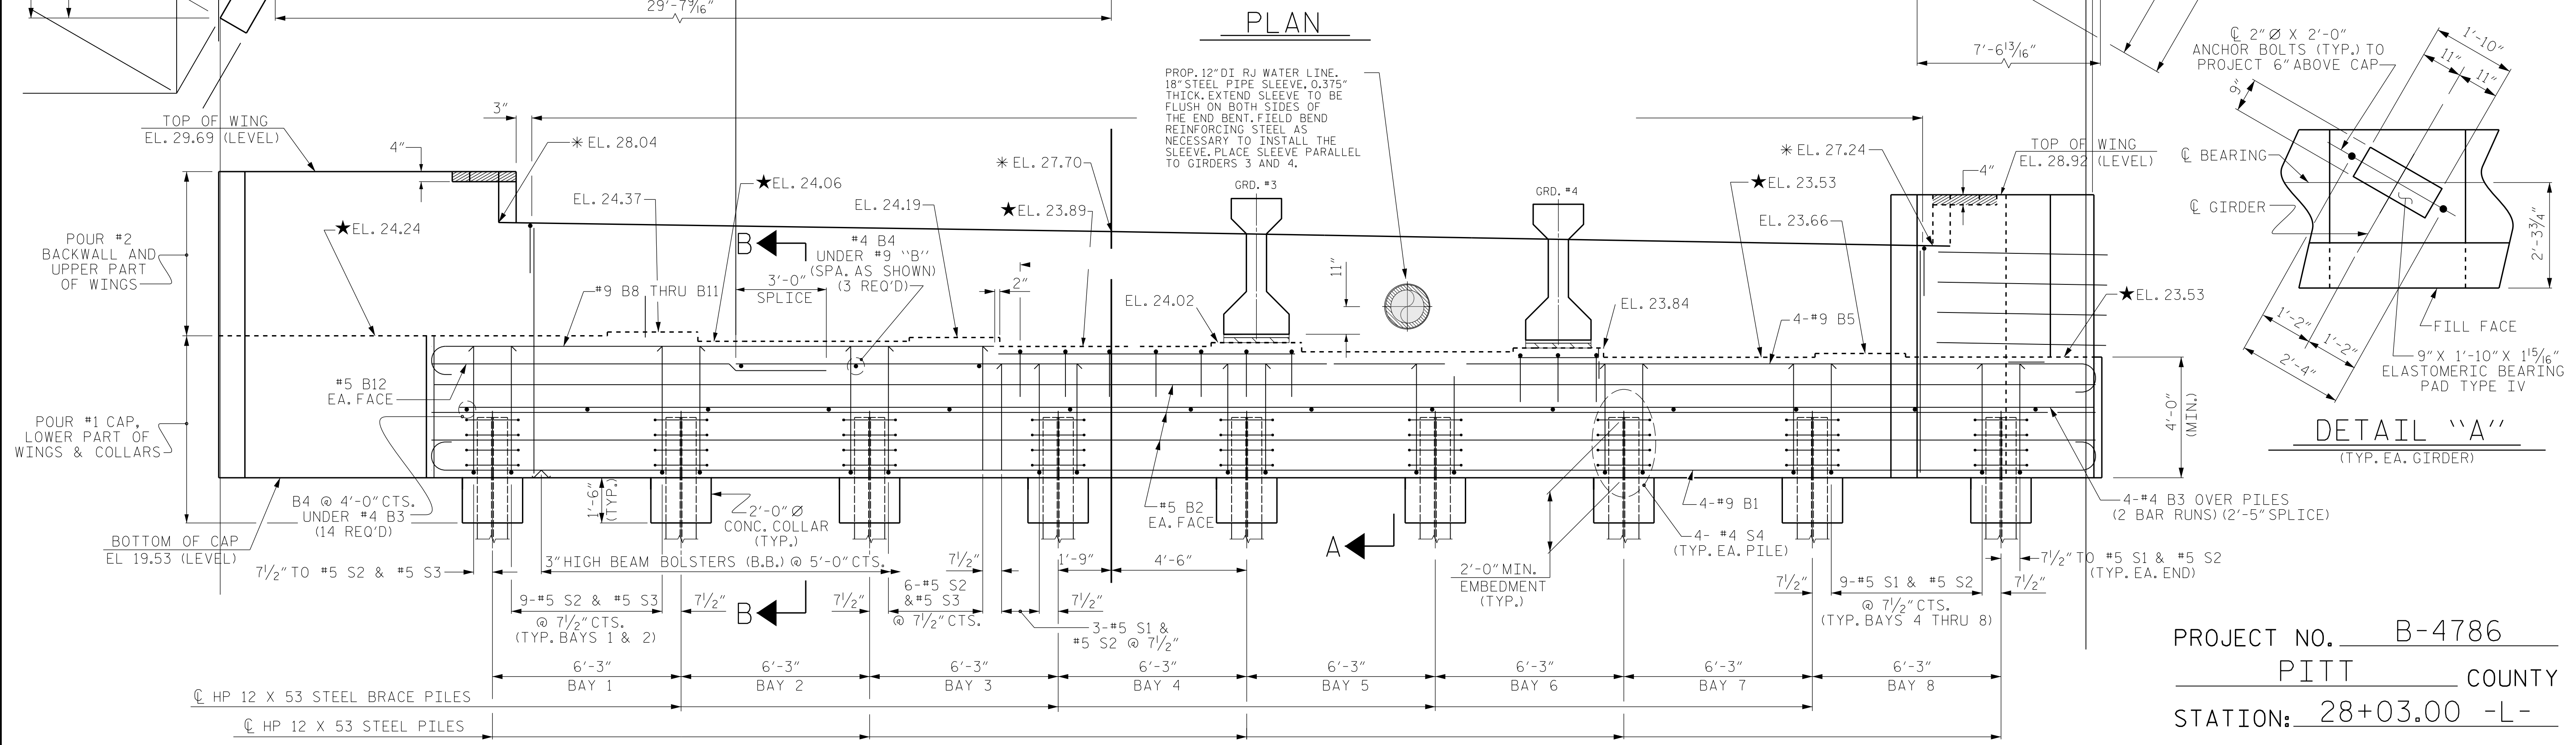 29'-7 9/16"
PLAN
7'-6 13/16"
℄ 2" Ø X 2'-0"
ANCHOR BOLTS (TYP.) TO
PROJECT 6" ABOVE CAP
1'-10"
11"
11"
9"
PROP. 12" DI RJ WATER LINE.
18" STEEL PIPE SLEEVE, 0.375"
THICK. EXTEND SLEEVE TO BE
FLUSH ON BOTH SIDES OF
THE END BENT. FIELD BEND
REINFORCING STEEL AS
NECESSARY TO INSTALL THE
SLEEVE. PLACE SLEEVE PARALLEL
TO GIRDERS 3 AND 4.
3"
TOP OF WING
EL. 29.69 (LEVEL)
4"
✳ EL. 28.04
✳ EL. 27.70
✳ EL. 27.24
TOP OF WING
EL. 28.92 (LEVEL)
4"
℄ BEARING
℄ GIRDER
2'-3 3/4"
GRD. #3
GRD. #4
★EL. 24.06
EL. 24.37
EL. 24.19
★EL. 23.89
★EL. 23.53
EL. 23.66
★EL. 24.24
POUR #2
BACKWALL AND
UPPER PART
OF WINGS
B
#4 B4
UNDER #9 "B"
(SPA. AS SHOWN)
(3 REQ'D)
3'-0"
SPLICE
2"
11"
#9 B8 THRU B11
EL. 24.02
EL. 23.84
4-#9 B5
★EL. 23.53
FILL FACE
1'-2"
1'-2"
2'-4"
9" X 1'-10" X 1 15/16"
ELASTOMERIC BEARING
PAD TYPE IV
DETAIL "A"
(TYP. EA. GIRDER)
#5 B12
EA. FACE
POUR #1 CAP,
LOWER PART OF
WINGS & COLLARS
4'-0"
(MIN.)
B4 @ 4'-0" CTS.
UNDER #4 B3
(14 REQ'D)
1'-6"
(TYP.)
2'-0" Ø
CONC. COLLAR
(TYP.)
#5 B2
EA. FACE
4-#9 B1
4-#4 B3 OVER PILES
(2 BAR RUNS) (2'-5" SPLICE)
BOTTOM OF CAP
EL 19.53 (LEVEL)
A
4- #4 S4
(TYP. EA. PILE)
7 1/2" TO #5 S2 & #5 S3
3" HIGH BEAM BOLSTERS (B.B.) @ 5'-0" CTS.
7 1/2"
1'-9"
4'-6"
2'-0" MIN.
EMBEDMENT
(TYP.)
7 1/2" TO #5 S1 & #5 S2
(TYP. EA. END)
9-#5 S2 & #5 S3
@ 7 1/2" CTS.
(TYP. BAYS 1 & 2)
7 1/2"
B
7 1/2"
6-#5 S2
& #5 S3
@ 7 1/2" CTS.
7 1/2"
3-#5 S1 &
#5 S2 @ 7 1/2"
7 1/2"
9-#5 S1 & #5 S2
@ 7 1/2" CTS.
(TYP. BAYS 4 THRU 8)
7 1/2"
6'-3"
BAY 1
6'-3"
BAY 2
6'-3"
BAY 3
6'-3"
BAY 4
6'-3"
BAY 5
6'-3"
BAY 6
6'-3"
BAY 7
6'-3"
BAY 8
℄ HP 12 X 53 STEEL BRACE PILES
℄ HP 12 X 53 STEEL PILES
PROJECT NO. B-4786
PITT COUNTY
STATION: 28+03.00 -L-